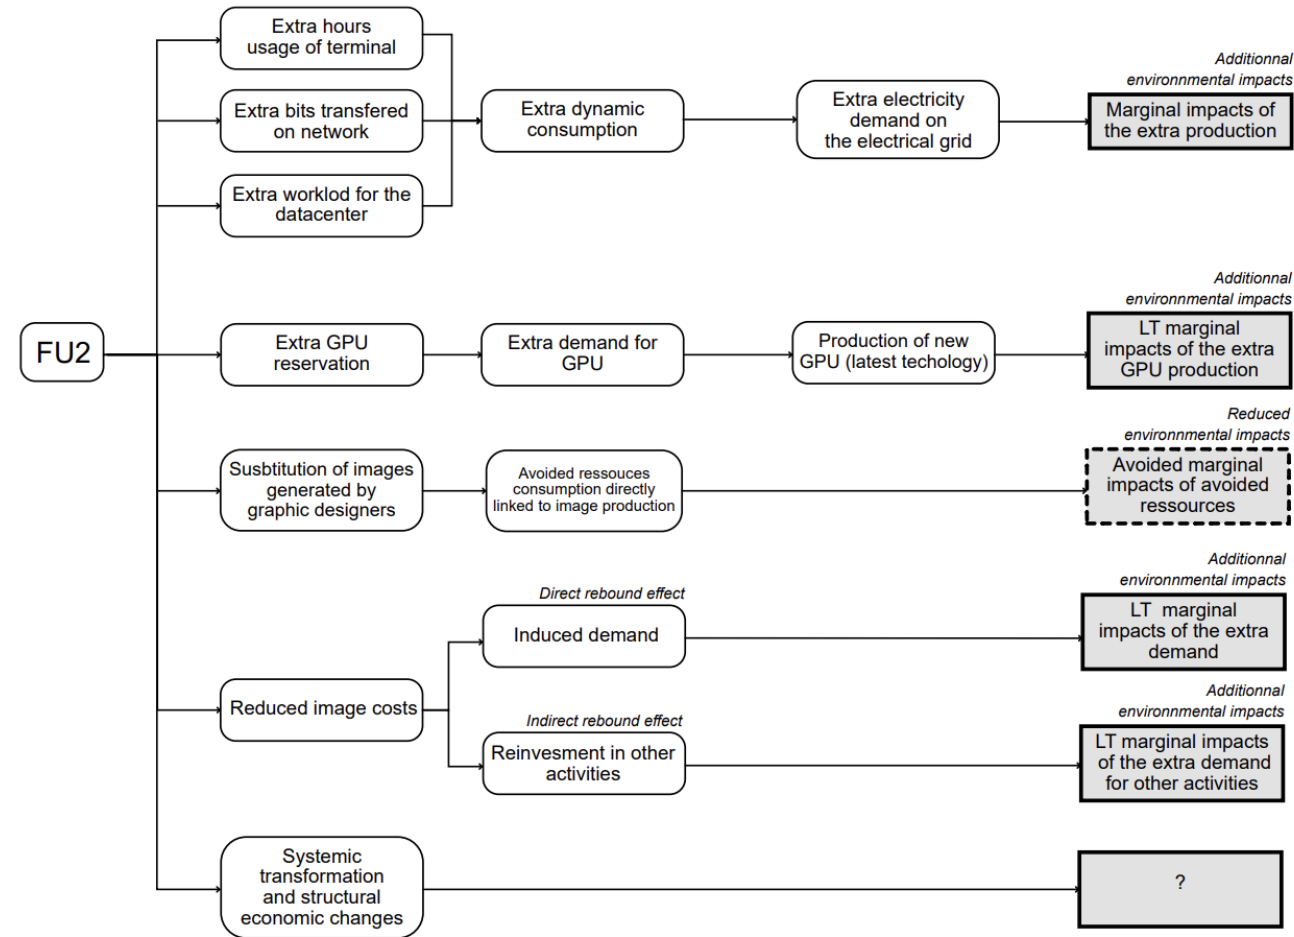 Extra hours
usage of terminal
Extra bits transfered
on network
Extra worklod for the
datacenter
Extra dynamic
consumption
Extra electricity
demand on
the electrical grid
Additionnal
environnmental impacts
Marginal impacts of
the extra production
FU2
Extra GPU
reservation
Extra demand for
GPU
Production of new
GPU (latest techology)
Additionnal
environnmental impacts
LT marginal
impacts of the extra
GPU production
Susbtitution of images
generated by
graphic designers
Avoided ressouces
consumption directly
linked to image production
Reduced
environnmental impacts
Avoided marginal
impacts of avoided
ressources
Reduced image costs
Direct rebound effect
Induced demand
Additionnal
environnmental impacts
LT marginal
impacts of the extra
demand
Indirect rebound effect
Reinvesment in other
activities
Additionnal
environnmental impacts
LT marginal impacts
of the extra demand
for other activities
Systemic
transformation
and structural
economic changes
?